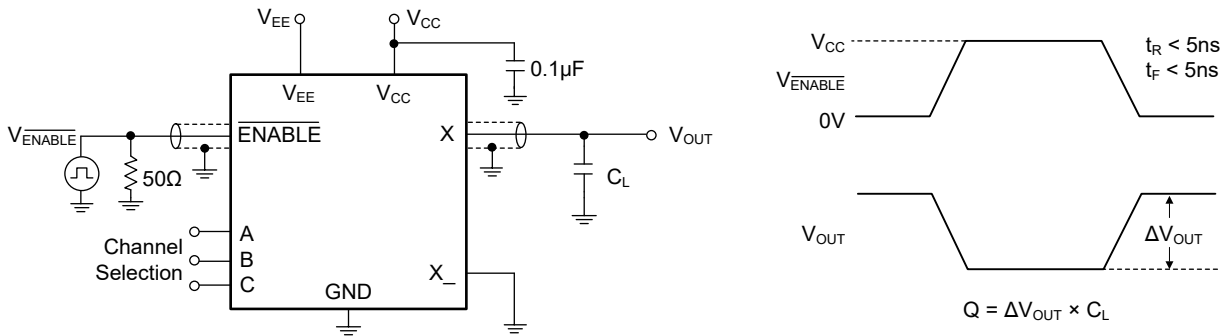 VEE
VCC
0.1µF
VEE
VCC
VENABLE
ENABLE
50Ω
X
VOUT
CL
Channel
Selection
A
B
C
X_
GND
VCC
VENABLE
0V
tR < 5ns
tF < 5ns
VOUT
ΔVOUT
Q = ΔVOUT × CL